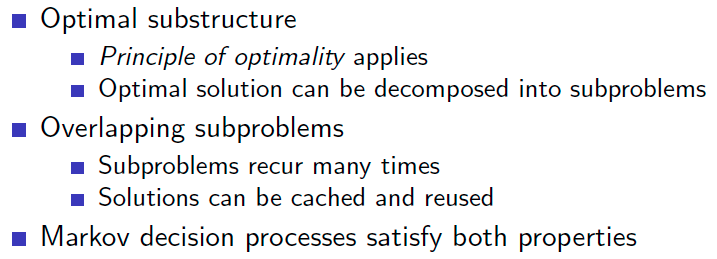 Optimal substructure
Principle of optimality applies
Optimal solution can be decomposed into subproblems
Overlapping subproblems
Subproblems recur many times
Solutions can be cached and reused
Markov decision processes satisfy both properties